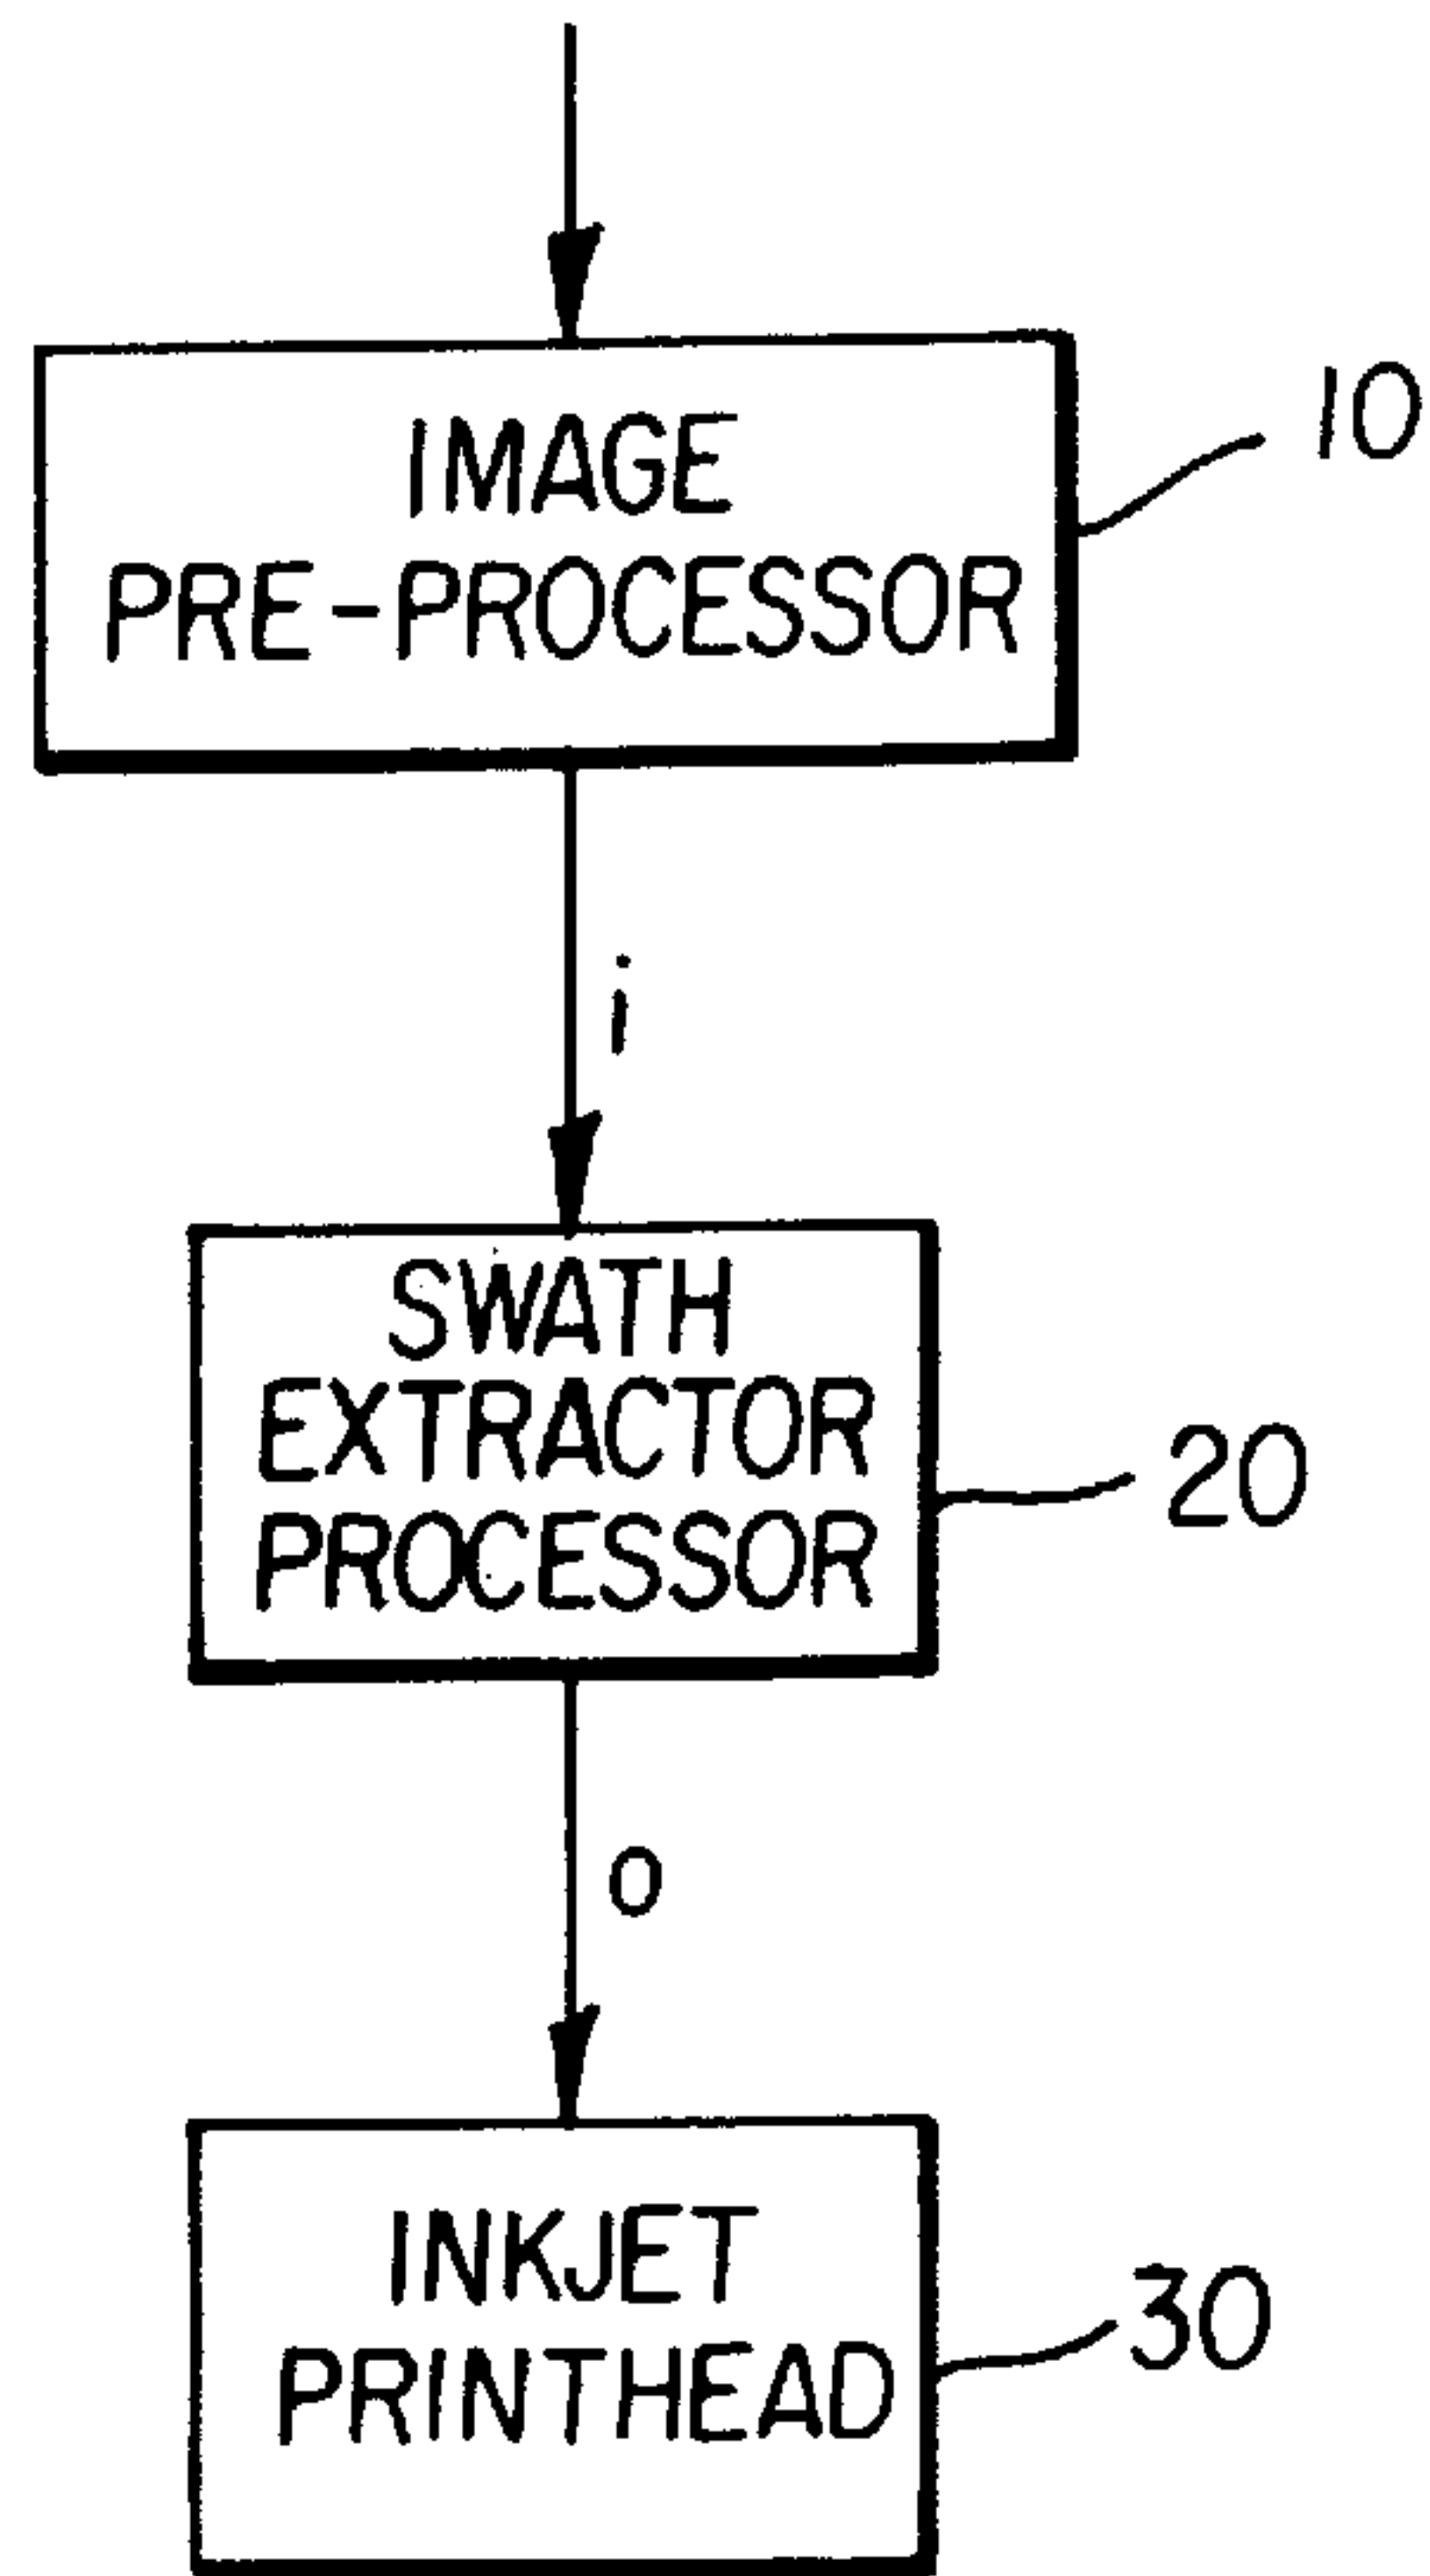 IMAGE
PRE-PROCESSOR
10
i
SWATH
EXTRACTOR
PROCESSOR
20
o
INKJET
PRINTHEAD
30